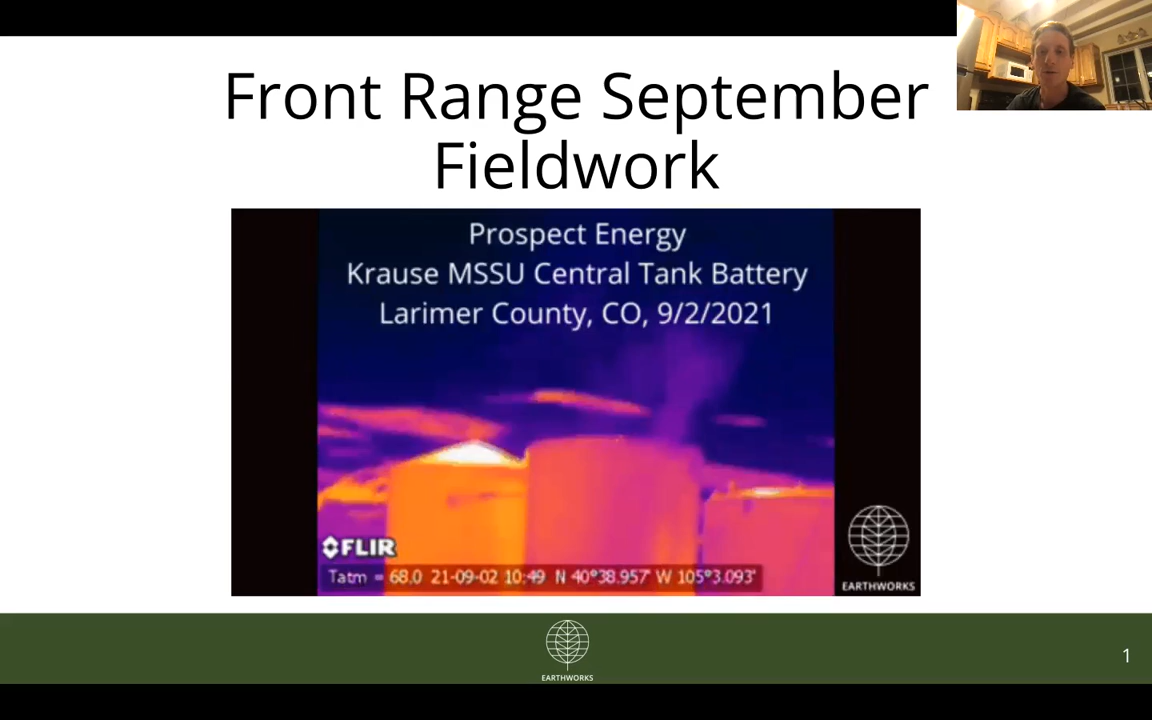 Front Range September
Fieldwork
Prospect Energy
Krause MSSU Central Tank Battery
Larimer County, CO, 9/2/2021
FLIR
Tatm = 68.0 21-09-02 10:49 N 40°38.957' W 105°3.093'
EARTHWORKS
EARTHWORKS
1